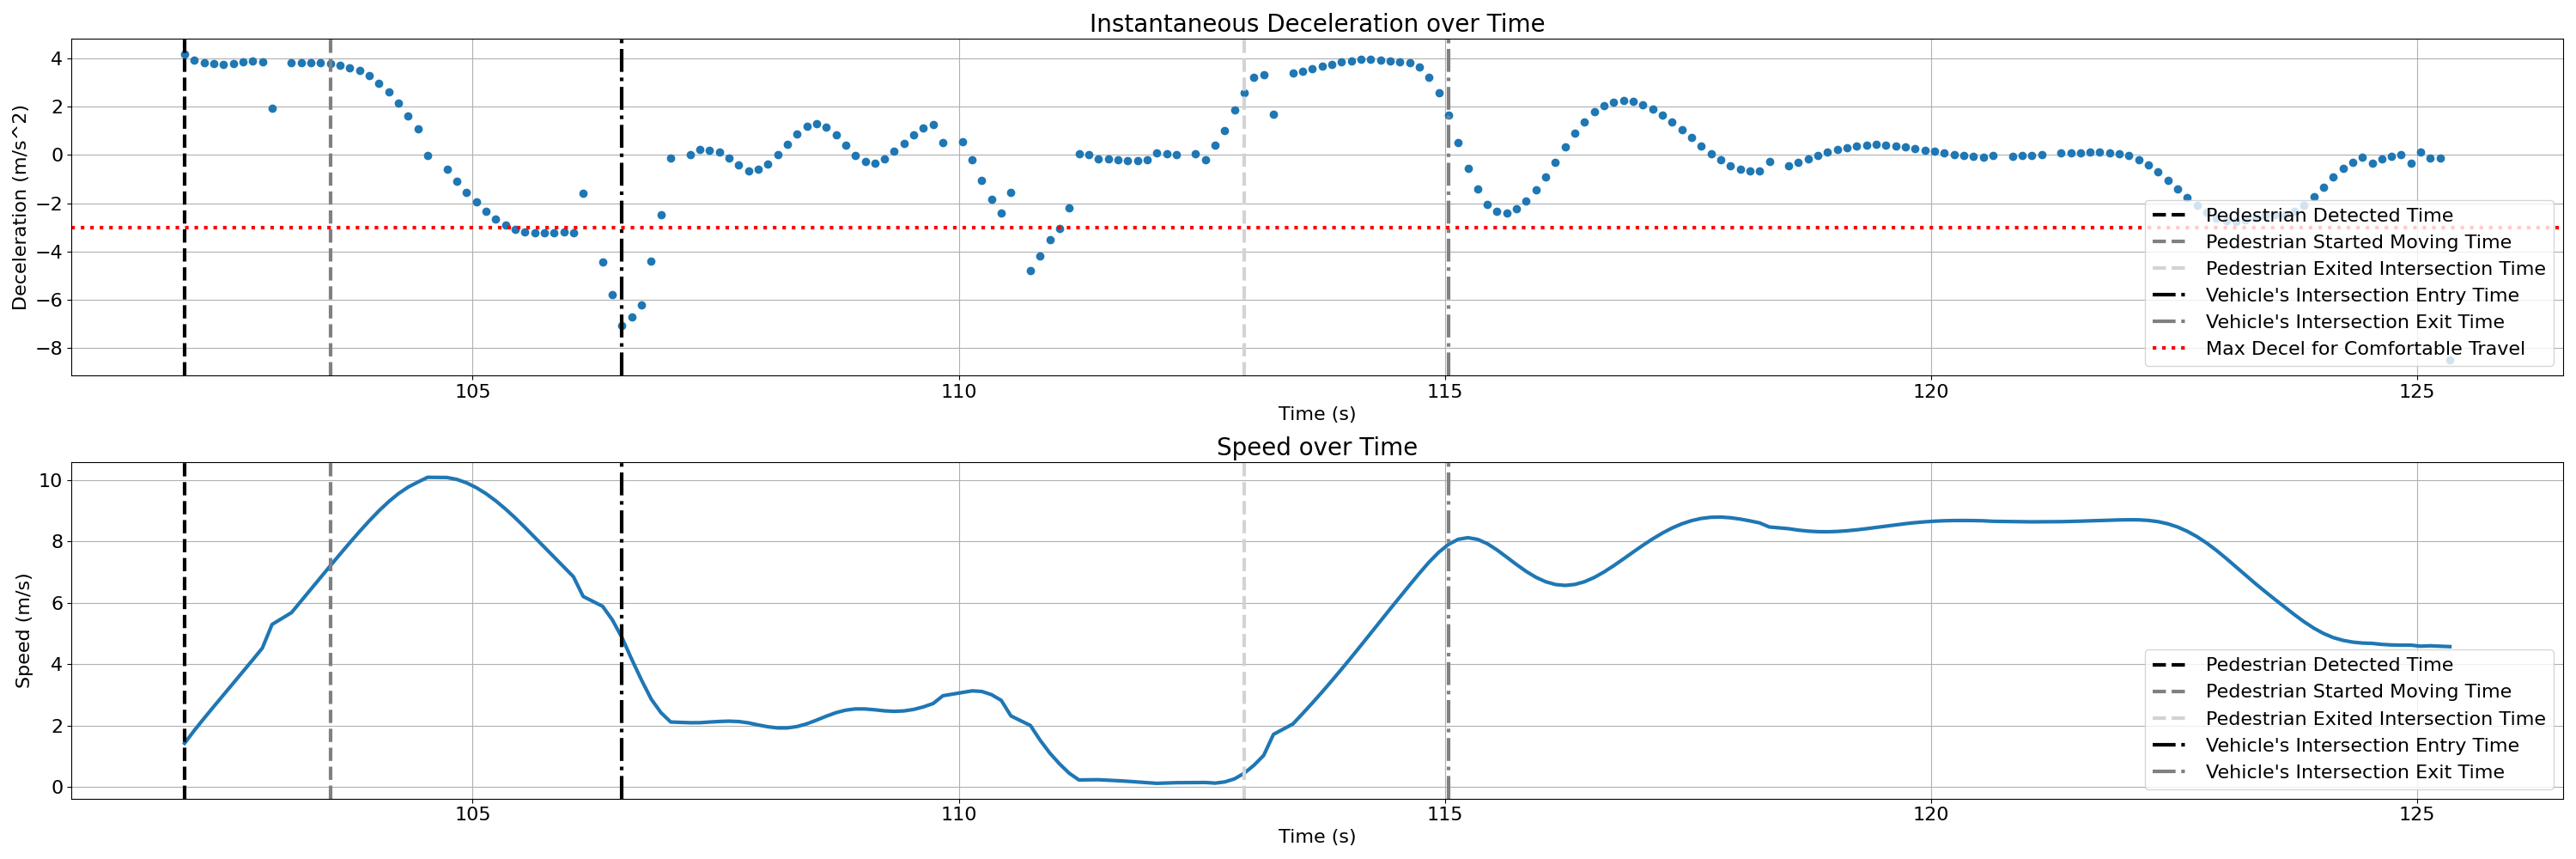 Instantaneous Deceleration over Time
Deceleration (m/s^2)
4
2
0
−2
−4
−6
−8
105
110
115
120
125
Time (s)
Pedestrian Detected Time
Pedestrian Started Moving Time
Pedestrian Exited Intersection Time
Vehicle's Intersection Entry Time
Vehicle's Intersection Exit Time
Max Decel for Comfortable Travel
Speed over Time
Speed (m/s)
10
8
6
4
2
0
105
110
115
120
125
Time (s)
Pedestrian Detected Time
Pedestrian Started Moving Time
Pedestrian Exited Intersection Time
Vehicle's Intersection Entry Time
Vehicle's Intersection Exit Time